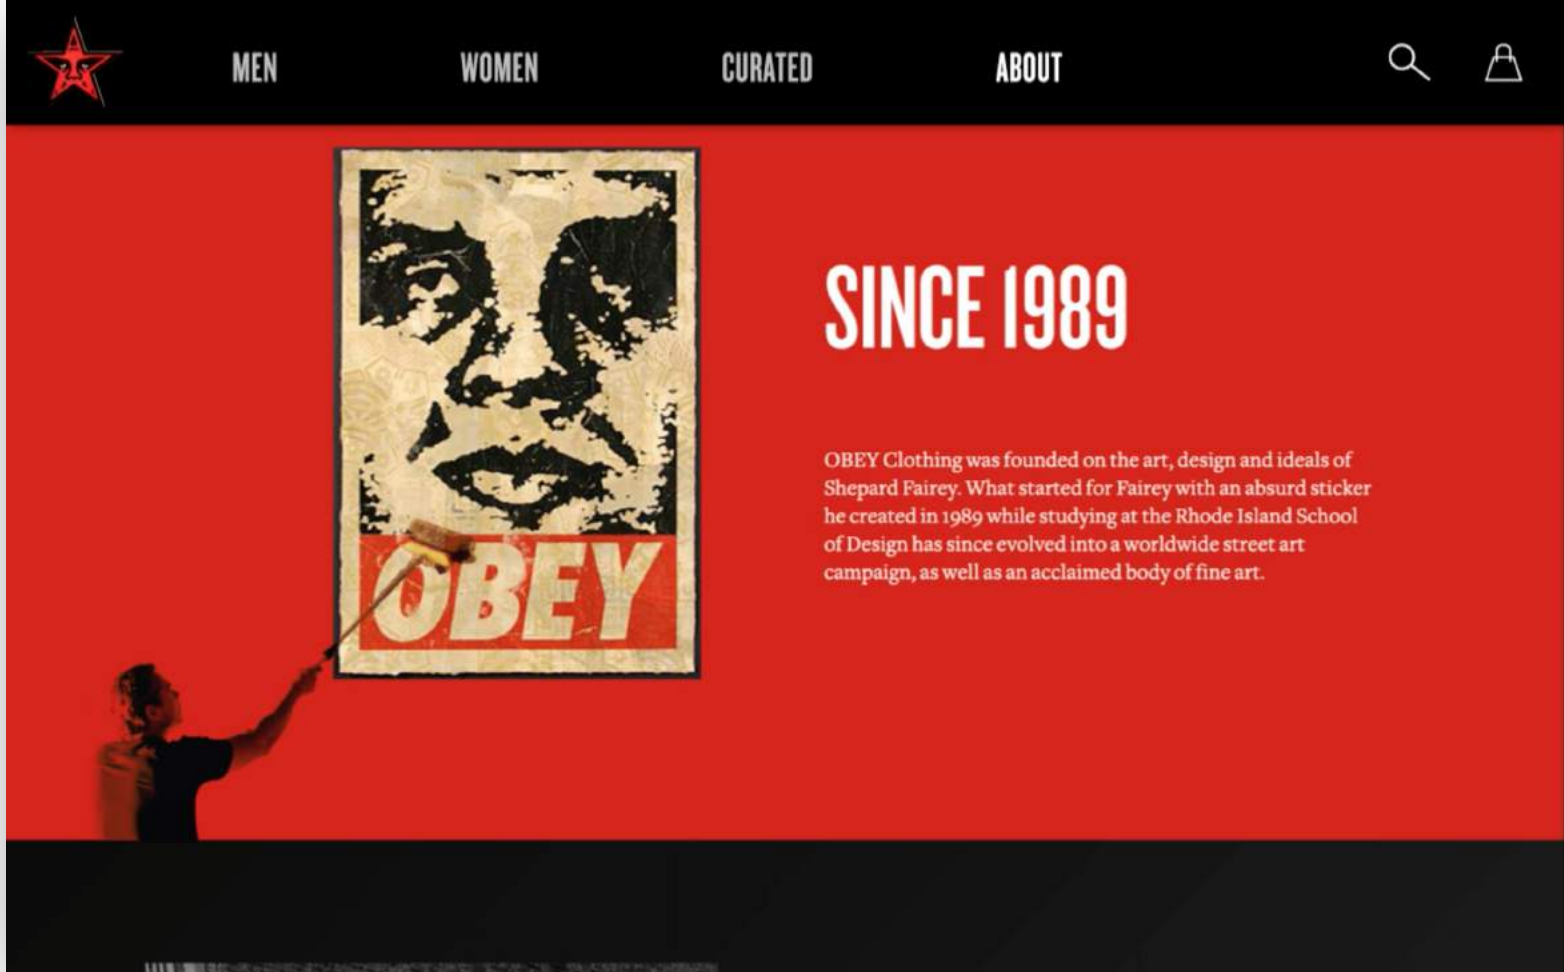 MEN
WOMEN
CURATED
ABOUT
OBEY
SINCE 1989
OBEY Clothing was founded on the art, design and ideals of
Shepard Fairey. What started for Fairey with an absurd sticker
he created in 1989 while studying at the Rhode Island School
of Design has since evolved into a worldwide street art
campaign, as well as an acclaimed body of fine art.